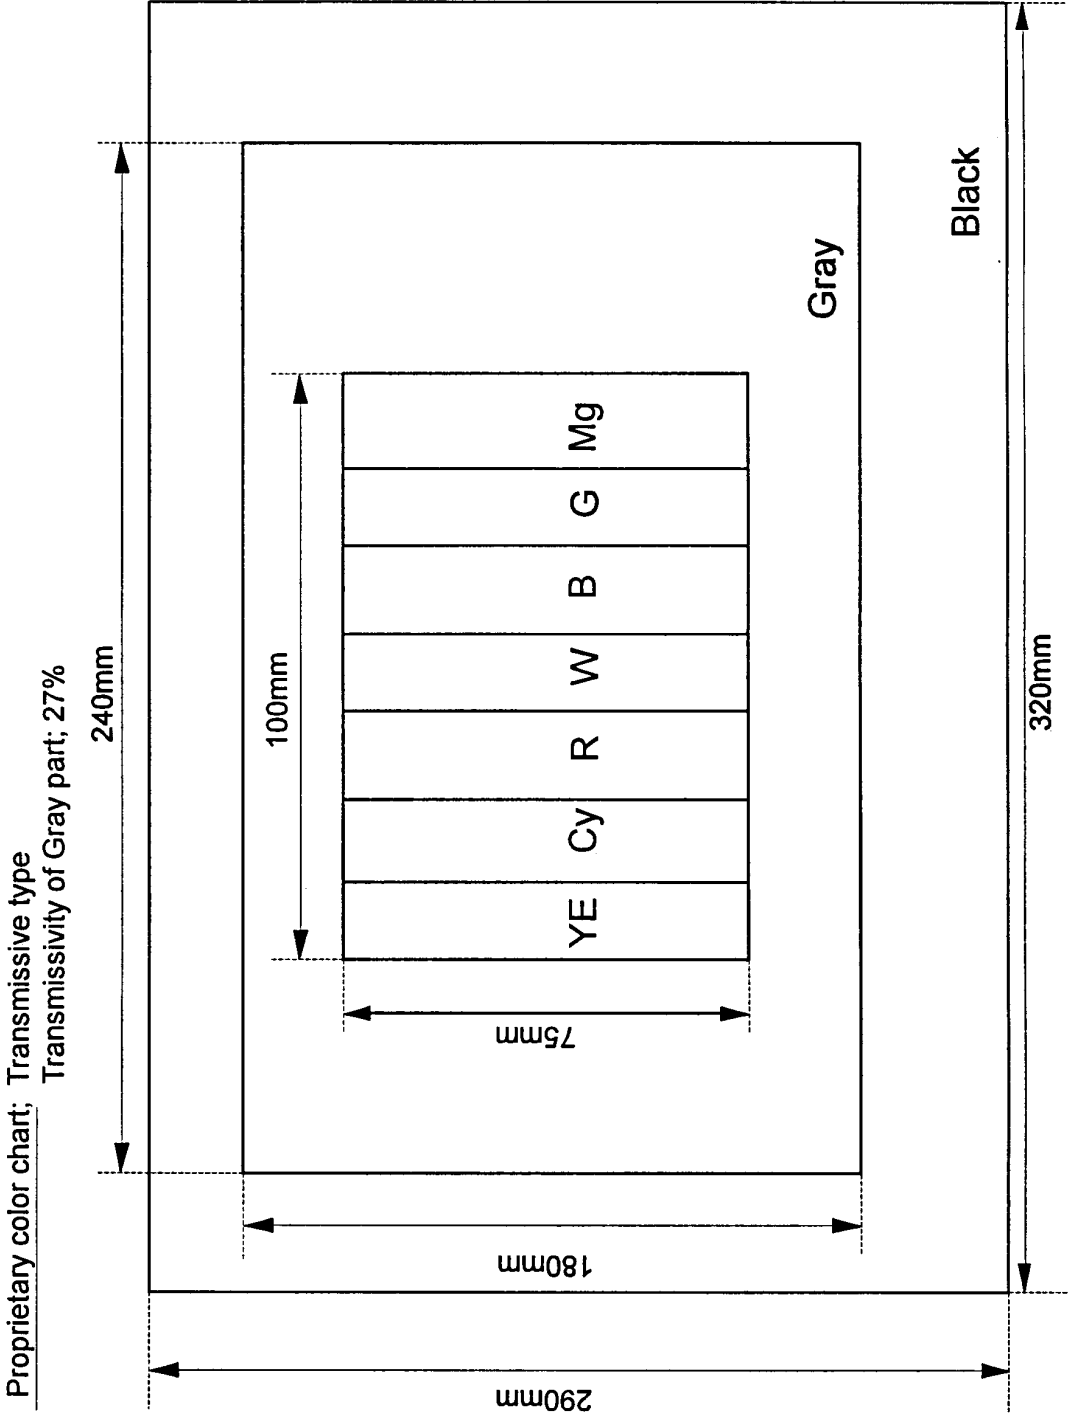 Proprietary color chart; Transmissive type
Transmissivity of Gray part; 27%
240mm
100mm
290mm
180mm
75mm
YE
Cy
R
W
B
G
Mg
Gray
Black
320mm